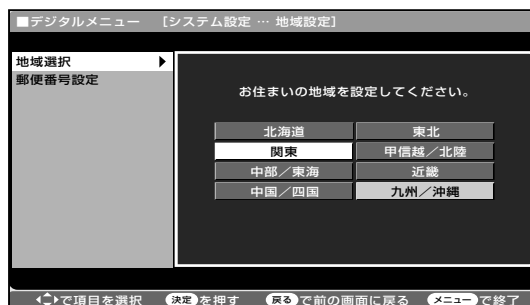 ■デジタルメニュー [システム設定 … 地域設定]
地域選択
郵便番号設定
お住まいの地域を設定してください。
北海道 東北
関東 甲信越／北陸
中部／東海 近畿
中国／四国 九州／沖縄
で項目を選択 決定を押す 戻るで前の画面に戻る メニューで終了